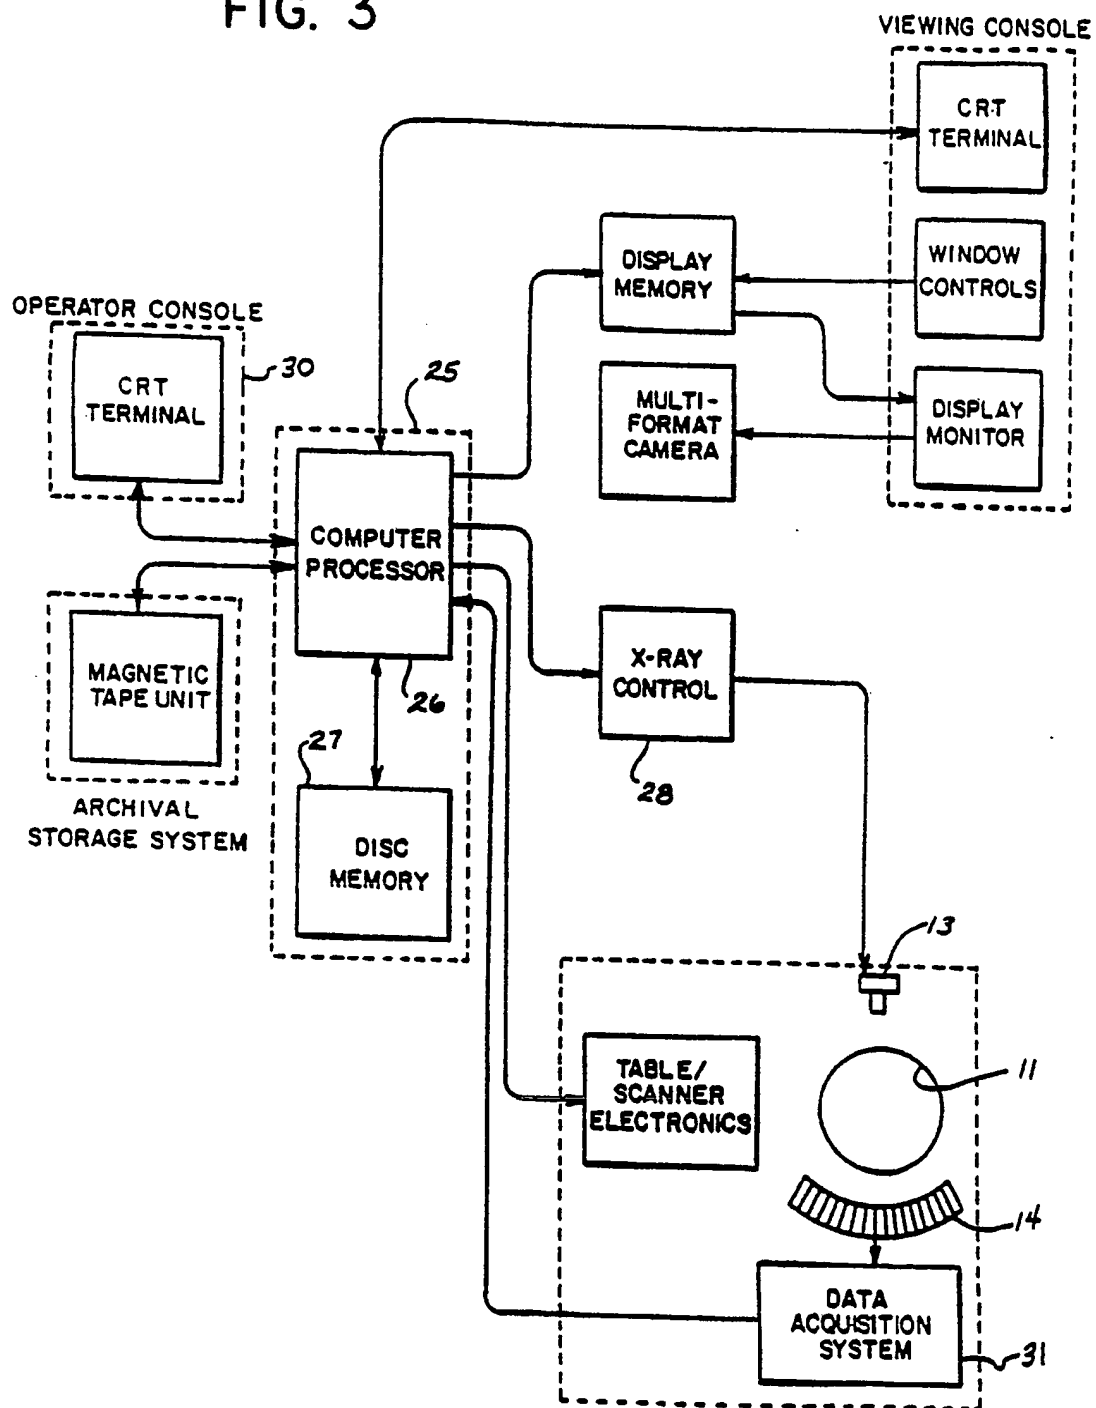 FIG. 3
VIEWING CONSOLE
CRT
TERMINAL
WINDOW
CONTROLS
DISPLAY
MONITOR
DISPLAY
MEMORY
MULTI-
FORMAT
CAMERA
OPERATOR CONSOLE
CRT
TERMINAL
30
25
COMPUTER
PROCESSOR
26
MAGNETIC
TAPE UNIT
ARCHIVAL
STORAGE SYSTEM
27
DISC
MEMORY
X-RAY
CONTROL
28
13
TABLE/
SCANNER
ELECTRONICS
11
14
DATA
ACQUISITION
SYSTEM
31